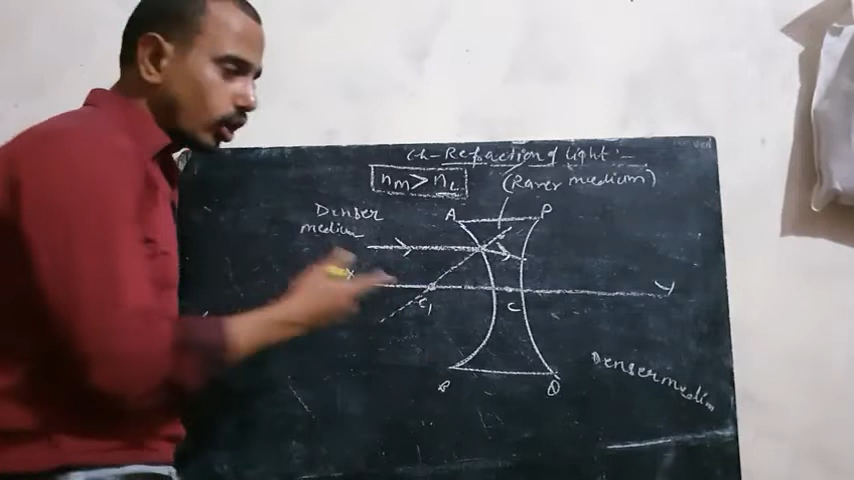 Ch- Refraction of light :-
nm > nL
(Rarer medium)
Denser
medium
A
P
X
C1
C
Y
B
Q
Denser medium